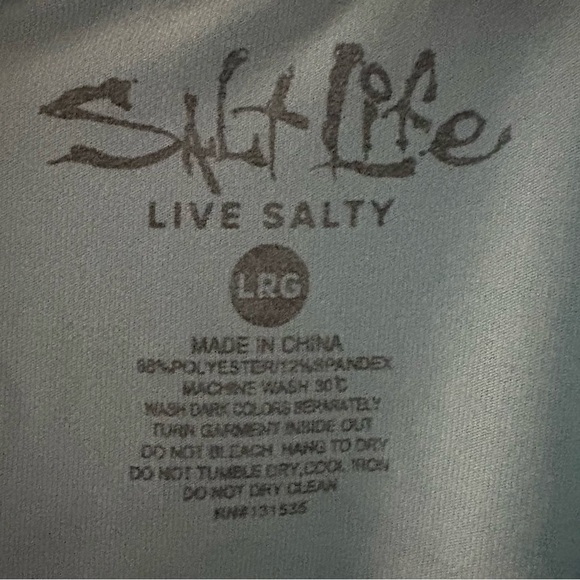 Salt Life
LIVE SALTY
LRG
MADE IN CHINA
88%POLYESTER/12%SPANDEX
MACHINE WASH 30℃
WASH DARK COLORS SEPARATELY
TURN GARMENT INSIDE OUT
DO NOT BLEACH HANG TO DRY
DO NOT TUMBLE DRY,COOL IRON
DO NOT DRY CLEAN
RN#131535